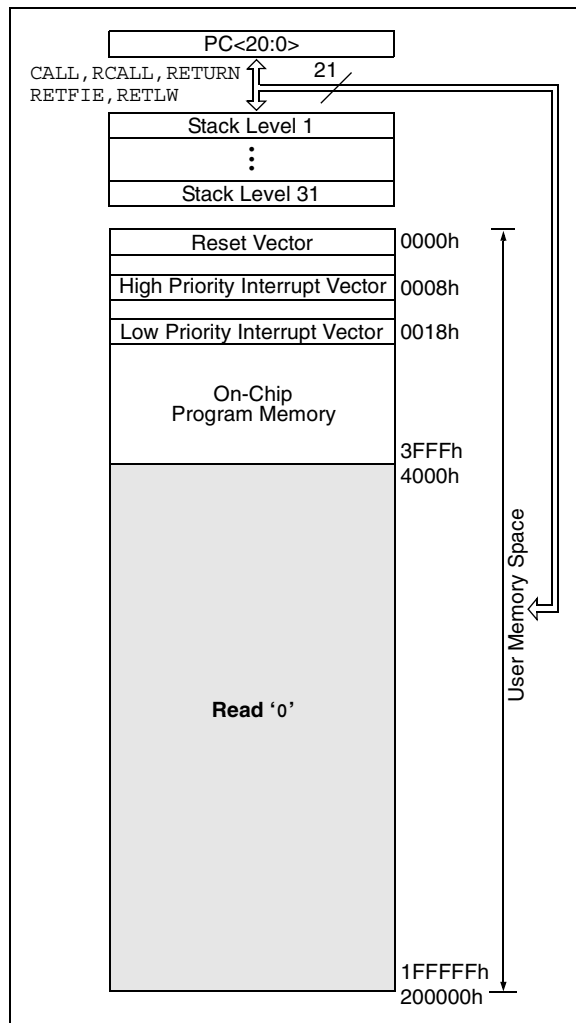 PC<20:0>
CALL,RCALL,RETURN
RETFIE,RETLW
21
Stack Level 1
Stack Level 31
Reset Vector
0000h
High Priority Interrupt Vector
0008h
Low Priority Interrupt Vector
0018h
On-Chip
Program Memory
3FFFh
4000h
User Memory Space
Read ‘0’
1FFFFFh
200000h